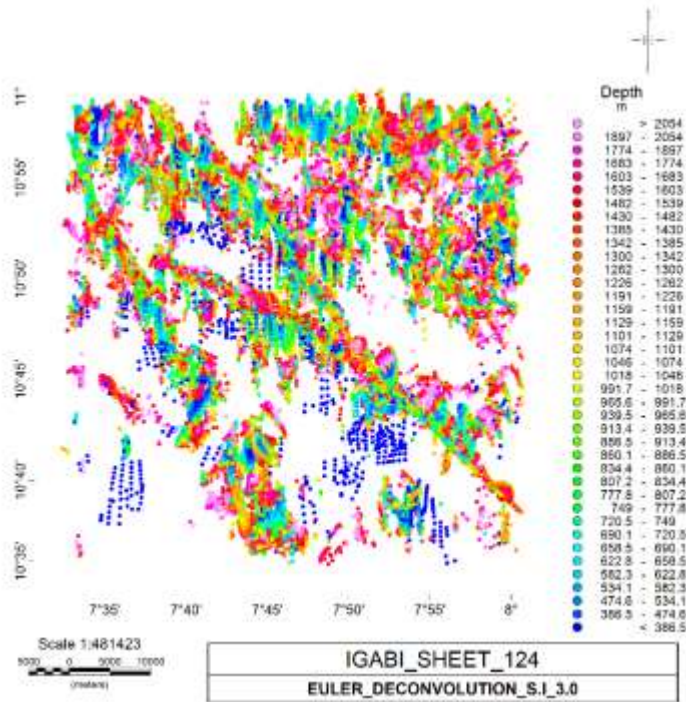 Depth
m
> 2054
1897 - 2054
1774 - 1897
1683 - 1774
1603 - 1683
1539 - 1603
1482 - 1539
1430 - 1482
1385 - 1430
1342 - 1385
1300 - 1342
1262 - 1300
1226 - 1262
1191 - 1226
1159 - 1191
1129 - 1159
1101 - 1129
1074 - 1101
1046 - 1074
1018 - 1046
991.7 - 1018
965.6 - 991.7
939.5 - 965.6
913.4 - 939.5
886.5 - 913.4
860.1 - 886.5
834.4 - 860.1
807.2 - 834.4
777.8 - 807.2
749 - 777.8
720.5 - 749
690.1 - 720.5
658.5 - 690.1
622.8 - 658.5
582.3 - 622.8
534.1 - 582.3
474.6 - 534.1
386.5 - 474.6
< 386.5
11°
10°55'
10°50'
10°45'
10°40'
10°35'
7°35' 7°40' 7°45' 7°50' 7°55' 8°
Scale 1:481423
5000 0 5000 10000
(meters)
IGABI_SHEET_124
EULER_DECONVOLUTION_S.I_3.0